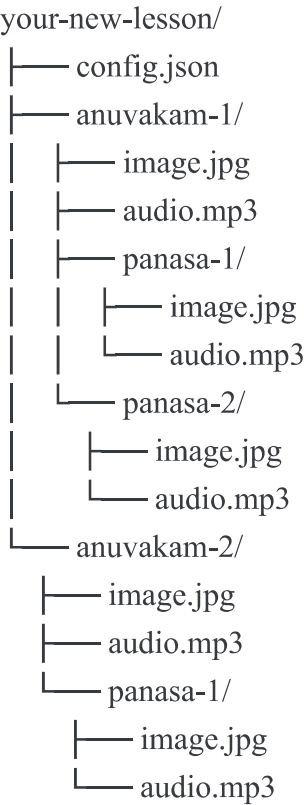 your-new-lesson/
├── config.json
├── anuvakam-1/
│   ├── image.jpg
│   ├── audio.mp3
│   ├── panasa-1/
│   │   ├── image.jpg
│   │   └── audio.mp3
│   └── panasa-2/
│       ├── image.jpg
│       └── audio.mp3
└── anuvakam-2/
    ├── image.jpg
    ├── audio.mp3
    └── panasa-1/
        ├── image.jpg
        └── audio.mp3